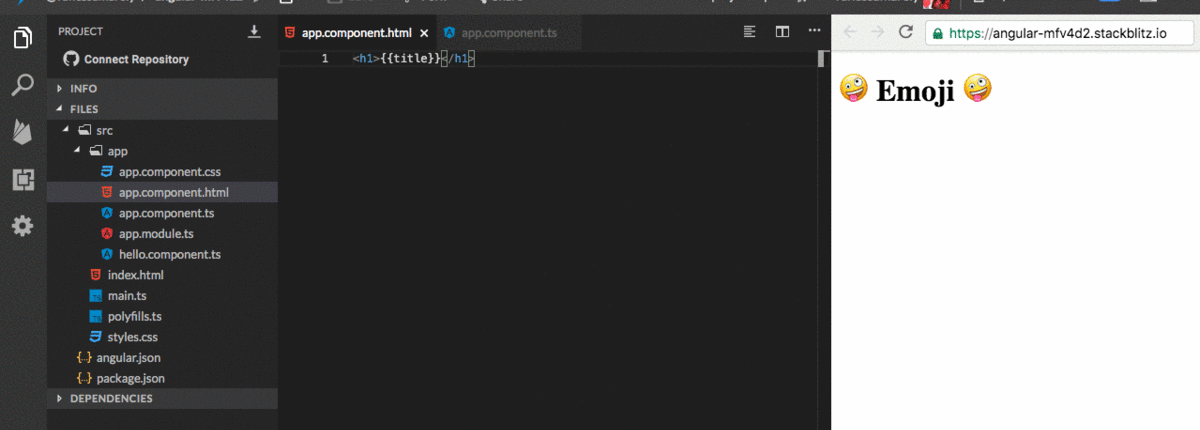 PROJECT
Connect Repository
INFO
FILES
src
app
app.component.css
app.component.html
app.component.ts
app.module.ts
hello.component.ts
index.html
main.ts
polyfills.ts
styles.css
{..} angular.json
{..} package.json
DEPENDENCIES
app.component.html ×
app.component.ts
1 <h1>{{title}}</h1>
https://angular-mfv4d2.stackblitz.io
🤪 Emoji 🤪